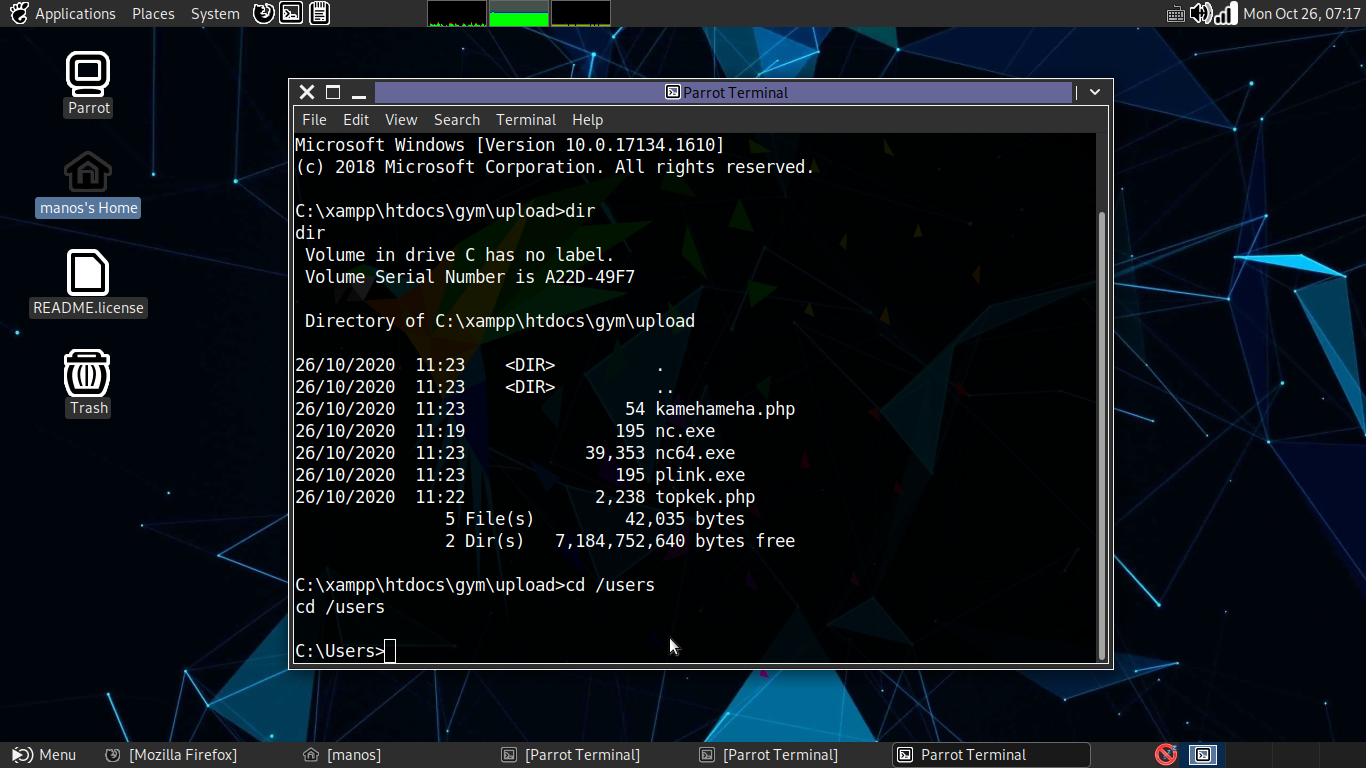 Applications Places System
Mon Oct 26, 07:17
Parrot
manos's Home
README.license
Trash
Parrot Terminal
File Edit View Search Terminal Help
Microsoft Windows [Version 10.0.17134.1610]
(c) 2018 Microsoft Corporation. All rights reserved.
C:\xampp\htdocs\gym\upload>dir
dir
Volume in drive C has no label.
Volume Serial Number is A22D-49F7
Directory of C:\xampp\htdocs\gym\upload
26/10/2020  11:23    <DIR>          .
26/10/2020  11:23    <DIR>          ..
26/10/2020  11:23                54 kamehameha.php
26/10/2020  11:19               195 nc.exe
26/10/2020  11:23            39,353 nc64.exe
26/10/2020  11:23               195 plink.exe
26/10/2020  11:22             2,238 topkek.php
5 File(s)         42,035 bytes
2 Dir(s)   7,184,752,640 bytes free
C:\xampp\htdocs\gym\upload>cd /users
cd /users
C:\Users>
Menu [Mozilla Firefox] [manos] [Parrot Terminal] [Parrot Terminal] Parrot Terminal